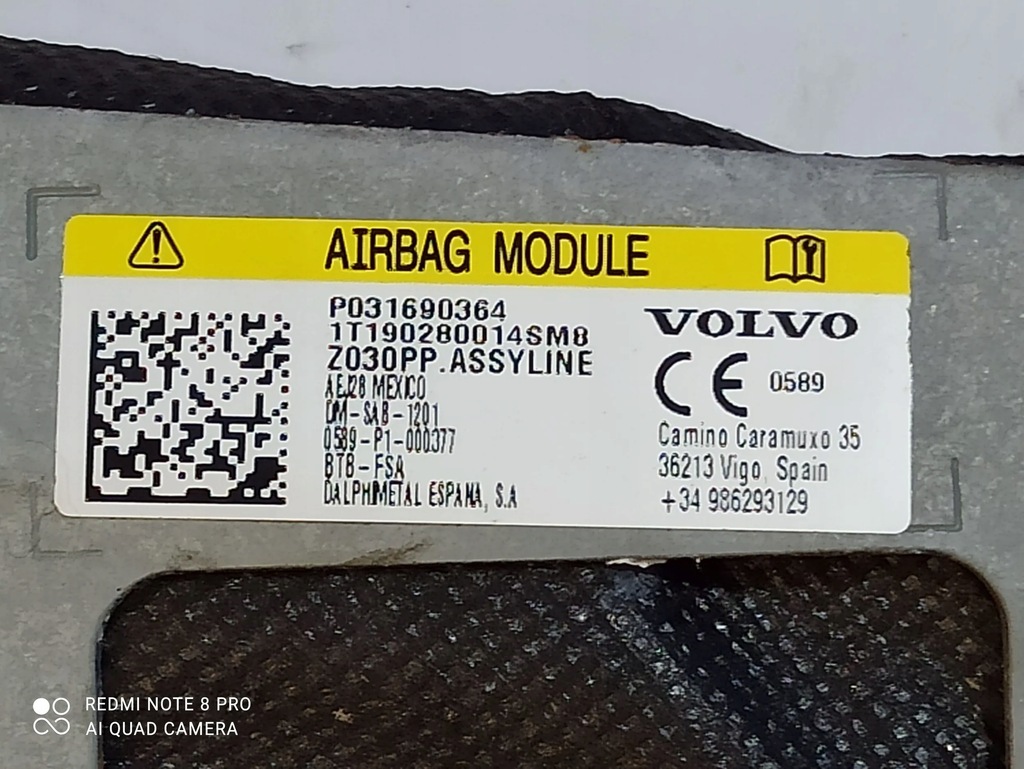 AIRBAG MODULE
P031690364
1T190280014SM8
Z030PP.ASSYLINE
AEJ28 MEXICO
DM-SAB-1201
0589-P1-000377
BT8-FSA
DALPHIMETAL ESPANA, S.A
VOLVO
CE 0589
Camino Caramuxo 35
36213 Vigo, Spain
+34 986293129
REDMI NOTE 8 PRO
AI QUAD CAMERA